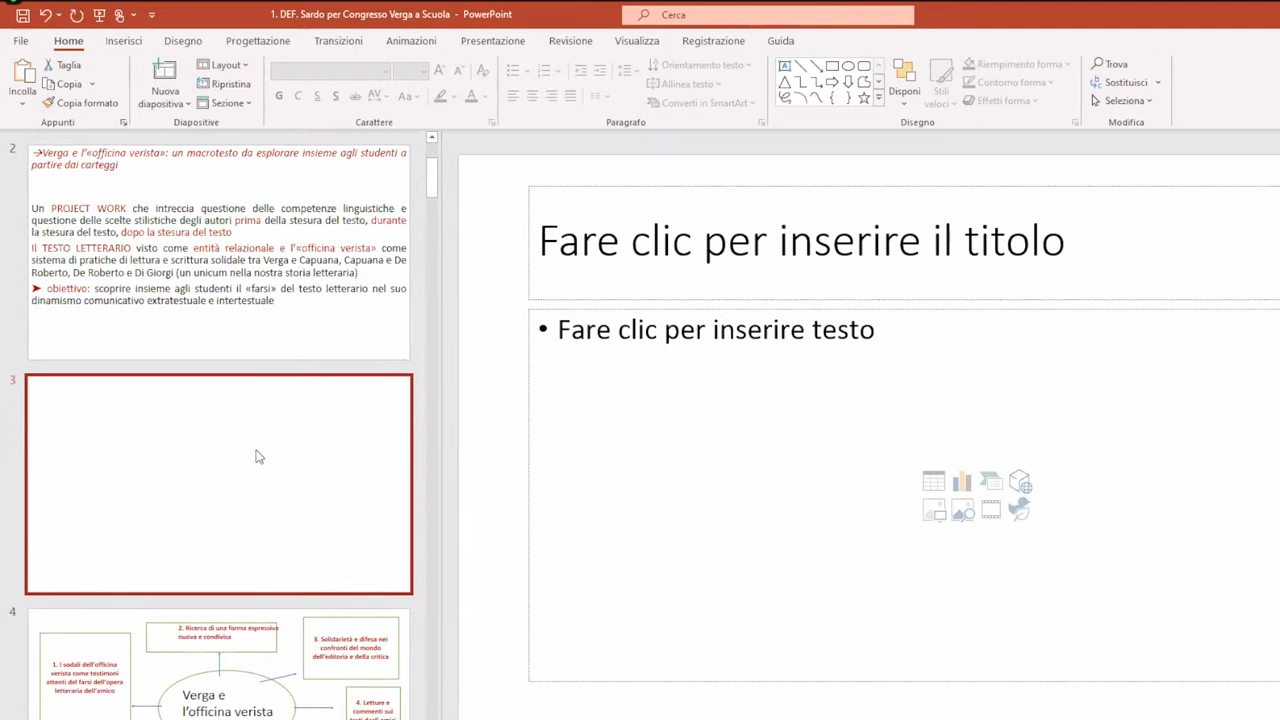 1. DEF. Sardo per Congresso Verga a Scuola - PowerPoint
Cerca
File Home Inserisci Disegno Progettazione Transizioni Animazioni Presentazione Revisione Visualizza Registrazione Guida
Incolla
Taglia
Copia
Copia formato
Appunti
Nuova
diapositiva
Layout
Ripristina
Sezione
Diapositive
G C S S ab AV Aa A
Carattere
Orientamento testo
Allinea testo
Converti in SmartArt
Paragrafo
Disponi
Stili
veloci
Riempimento forma
Contorno forma
Effetti forma
Disegno
Trova
Sostituisci
Seleziona
Modifica
2
→Verga e l'«officina verista»: un macrotesto da esplorare insieme agli studenti a
partire dai carteggi
Un PROJECT WORK che intreccia questione delle competenze linguistiche e
questione delle scelte stilistiche degli autori prima della stesura del testo, durante
la stesura del testo, dopo la stesura del testo
Il TESTO LETTERARIO visto come entità relazionale e l'«officina verista» come
sistema di pratiche di lettura e scrittura solidale tra Verga e Capuana, Capuana e De
Roberto, De Roberto e Di Giorgi (un unicum nella nostra storia letteraria)
➤ obiettivo: scoprire insieme agli studenti il «farsi» del testo letterario nel suo
dinamismo comunicativo extratestuale e intertestuale
3
4
2. Ricerca di una forma espressiva
nuova e condivisa
3. Solidarietà e difesa nei
confronti del mondo
dell'editoria e della critica
1. I sodali dell'officina
verista come testimoni
attenti del farsi dell'opera
letteraria dell'amico
Verga e
l'officina verista
4. Letture e
commenti sui
Fare clic per inserire il titolo
• Fare clic per inserire testo